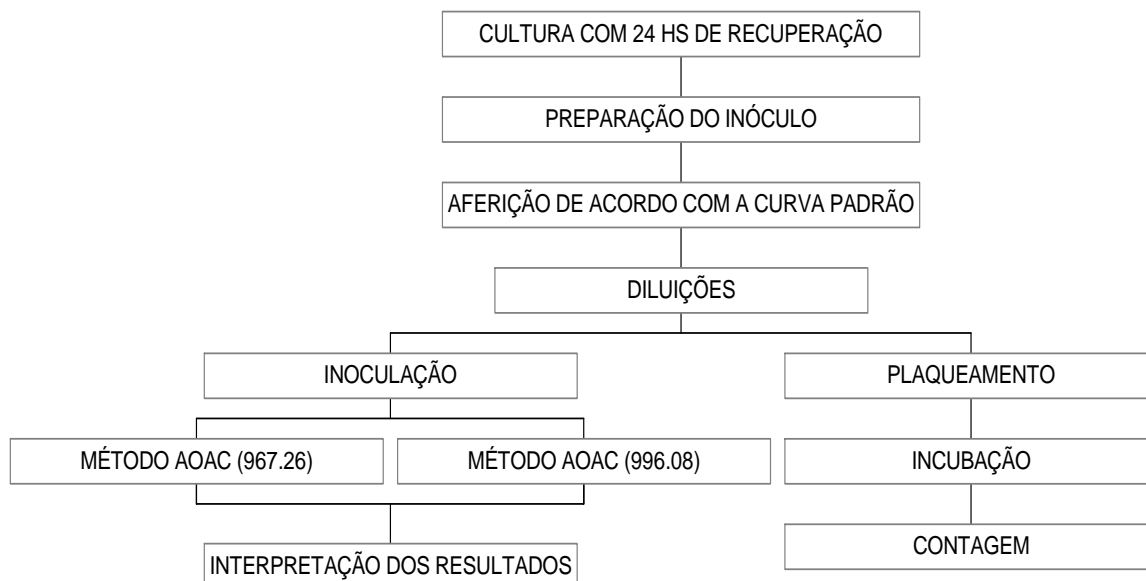 CULTURA COM 24 HS DE RECUPERAÇÃO
PREPARAÇÃO DO INÓCULO
AFERIÇÃO DE ACORDO COM A CURVA PADRÃO
DILUIÇÕES
INOCULAÇÃO
PLAQUEAMENTO
MÉTODO AOAC (967.26)
MÉTODO AOAC (996.08)
INCUBAÇÃO
INTERPRETAÇÃO DOS RESULTADOS
CONTAGEM